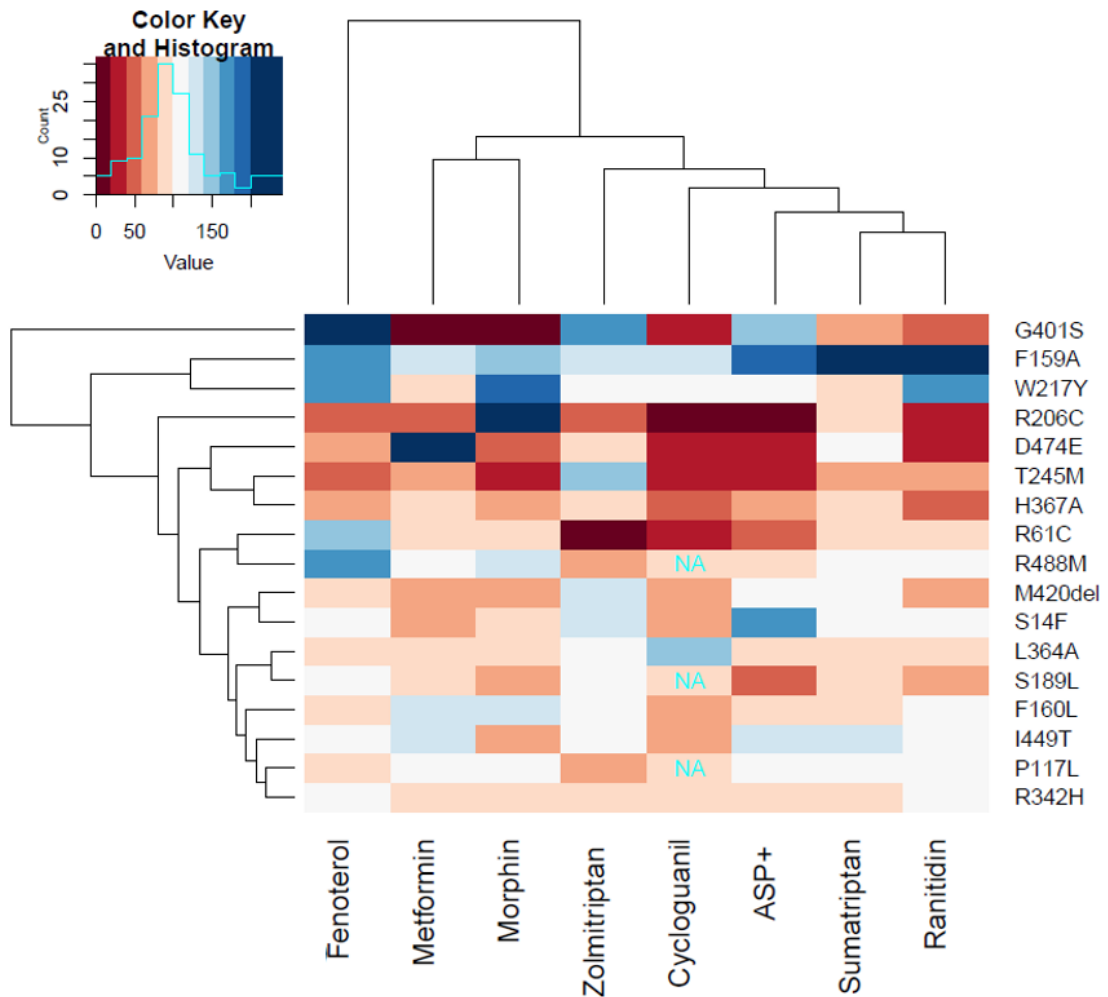 Color Key
and Histogram
Count
0 10 25
0 50 150
Value
G401S
F159A
W217Y
R206C
D474E
T245M
H367A
R61C
NA R488M
M420del
S14F
L364A
NA S189L
F160L
I449T
NA P117L
R342H
Fenoterol Metformin Morphin Zolmitriptan Cycloguanil ASP+ Sumatriptan Ranitidin